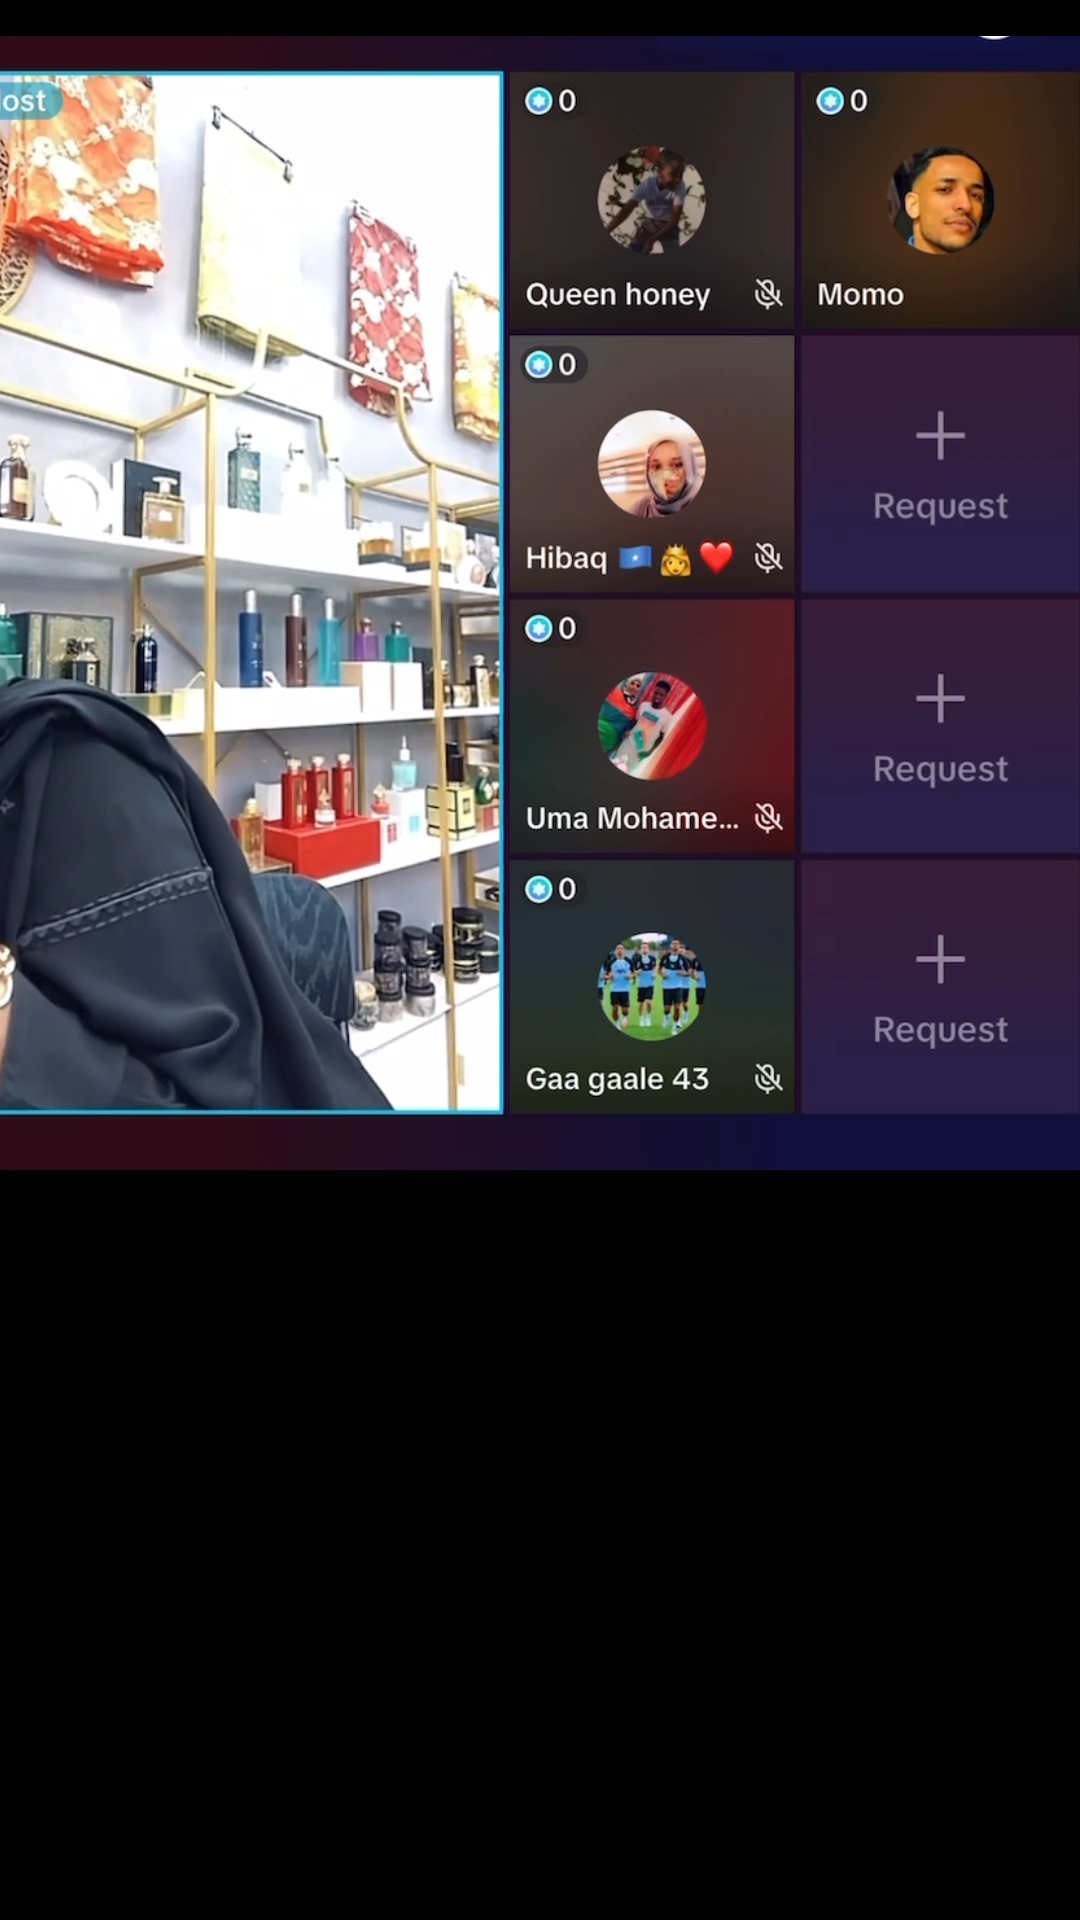 ost
0
0
Queen honey
Momo
0
Hibaq 🇸🇴👸❤️
Request
0
Uma Mohame...
Request
0
Gaa gaale 43
Request